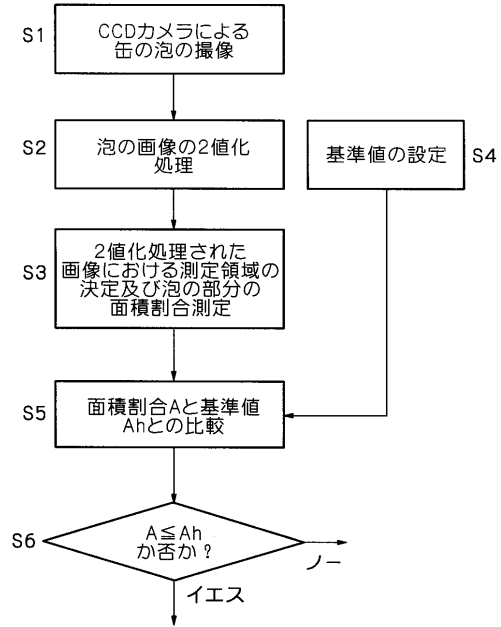 S1
CCDカメラによる
缶の泡の撮像
S2
泡の画像の2値化
処理
基準値の設定
S4
S3
2値化処理された
画像における測定領域の
決定及び泡の部分の
面積割合測定
S5
面積割合Aと基準値
Ahとの比較
S6
A≦Ah
か否か?
ノー
イエス